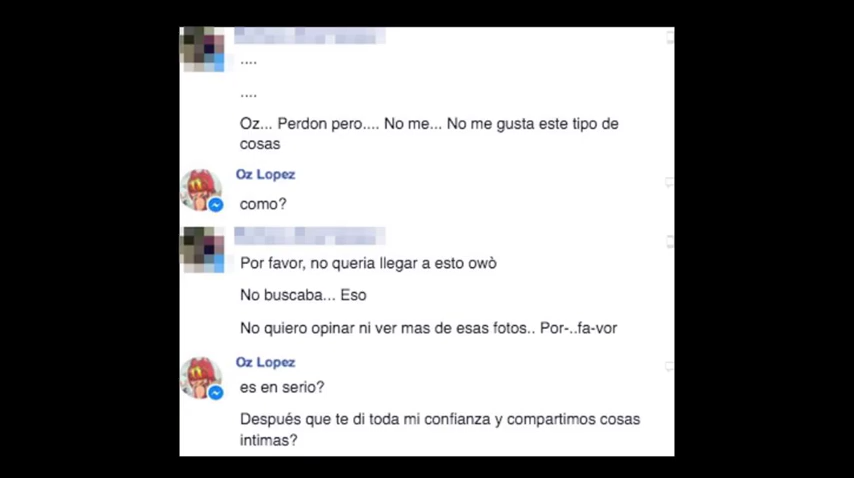 ....
....
Oz... Perdon pero.... No me... No me gusta este tipo de
cosas
Oz Lopez
como?
Por favor, no queria llegar a esto owò
No buscaba... Eso
No quiero opinar ni ver mas de esas fotos.. Por-..fa-vor
Oz Lopez
es en serio?
Después que te di toda mi confianza y compartimos cosas
intimas?